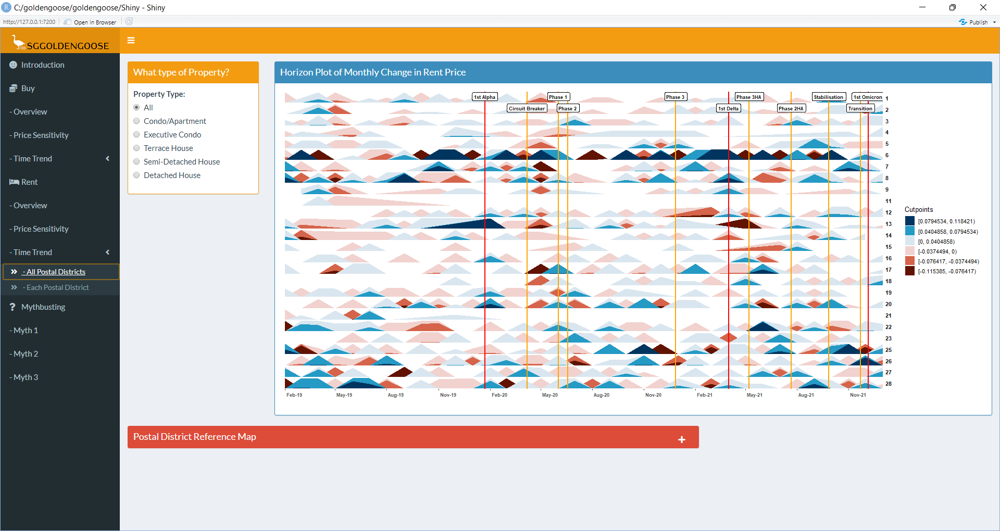 R C:/goldengoose/goldengoose/Shiny - Shiny
http://127.0.0.1:7200 Open in Browser Publish
SGGOLDENGOOSE
Introduction
Buy
- Overview
- Price Sensitivity
- Time Trend
Rent
- Overview
- Price Sensitivity
- Time Trend
- All Postal Districts
- Each Postal District
? Mythbusting
- Myth 1
- Myth 2
- Myth 3
What type of Property?
Property Type:
All
Condo/Apartment
Executive Condo
Terrace House
Semi-Detached House
Detached House
Horizon Plot of Monthly Change in Rent Price
1st Alpha Phase 1 Phase 3 Phase 3HA Stabilisation 1st Omicron
Circuit Breaker Phase 2 1st Delta Phase 2HA Transition
1
2
3
4
5
6
7
8
9
11
12
13
14
15
16
17
18
19
20
21
22
23
25
26
27
28
Feb-19 May-19 Aug-19 Nov-19 Feb-20 May-20 Aug-20 Nov-20 Feb-21 May-21 Aug-21 Nov-21
Cutpoints
[0.0794534, 0.118421)
[0.0404858, 0.0794534)
[0, 0.0404858)
[-0.0374494, 0)
[-0.076417, -0.0374494)
[-0.115385, -0.076417)
Postal District Reference Map +